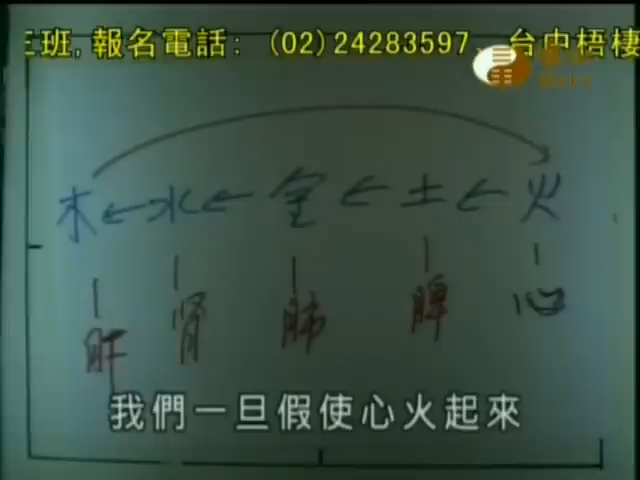 班,報名電話: (02)24283597、台中梧棲
木 ← 水 ← 金 ← 土 ← 火
肝 腎 肺 脾 心
我們一旦假使心火起來